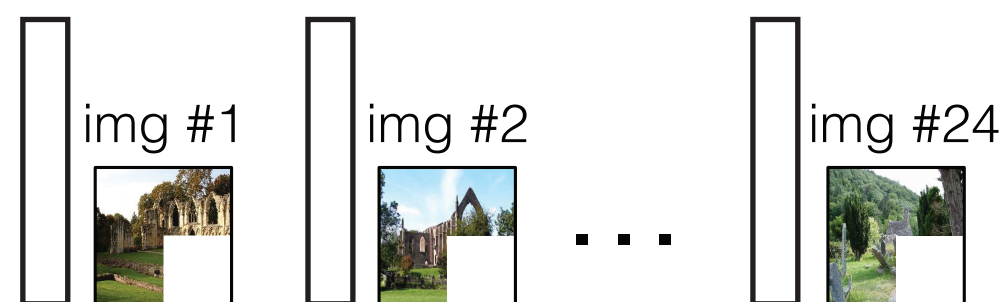 img #1 img #2 img #24
. . .